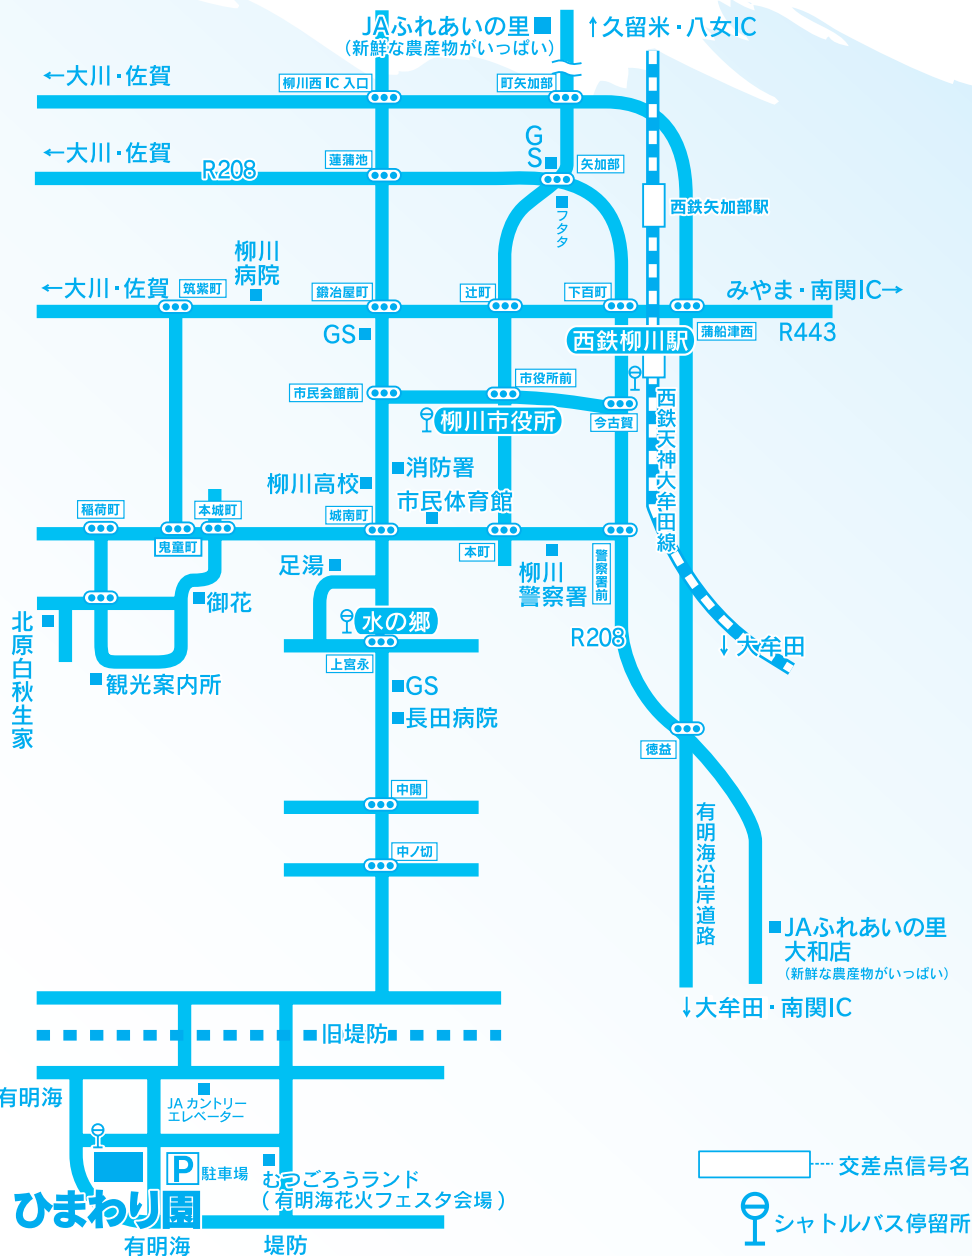 JAふれあいの里
(新鮮な農産物がいっぱい)
↑久留米・八女IC
←大川・佐賀
柳川西IC入口
町矢加部
GS
←大川・佐賀
R208
蓮蒲池
矢加部
フタタ
西鉄矢加部駅
柳川
病院
←大川・佐賀
筑紫町
鍛冶屋町
辻町
下百町
みやま・南関IC→
GS
西鉄柳川駅
蒲船津西
R443
市民会館前
市役所前
柳川市役所
今古賀
西鉄天神大牟田線
消防署
柳川高校
市民体育館
稲荷町
本城町
城南町
鬼童町
本町
柳川
警察署
警察署前
足湯
御花
水の郷
上宮永
R208
↓大牟田
北原白秋生家
観光案内所
GS
長田病院
徳益
中開
中ノ切
有明海沿岸道路
JAふれあいの里
大和店
(新鮮な農産物がいっぱい)
↓大牟田・南関IC
旧堤防
有明海
JAカントリー
エレベーター
P
駐車場
むつごろうランド
(有明海花火フェスタ会場)
ひまわり園
有明海
堤防
交差点信号名
シャトルバス停留所